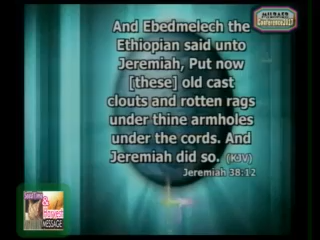 And Ebedmelech the
Ethiopian said unto
Jeremiah, Put now
[these] old cast
clouts and rotten rags
under thine armholes
under the cords. And
Jeremiah did so. (KJV)
Jeremiah 38:12
Conference2017
&
MESSAGE